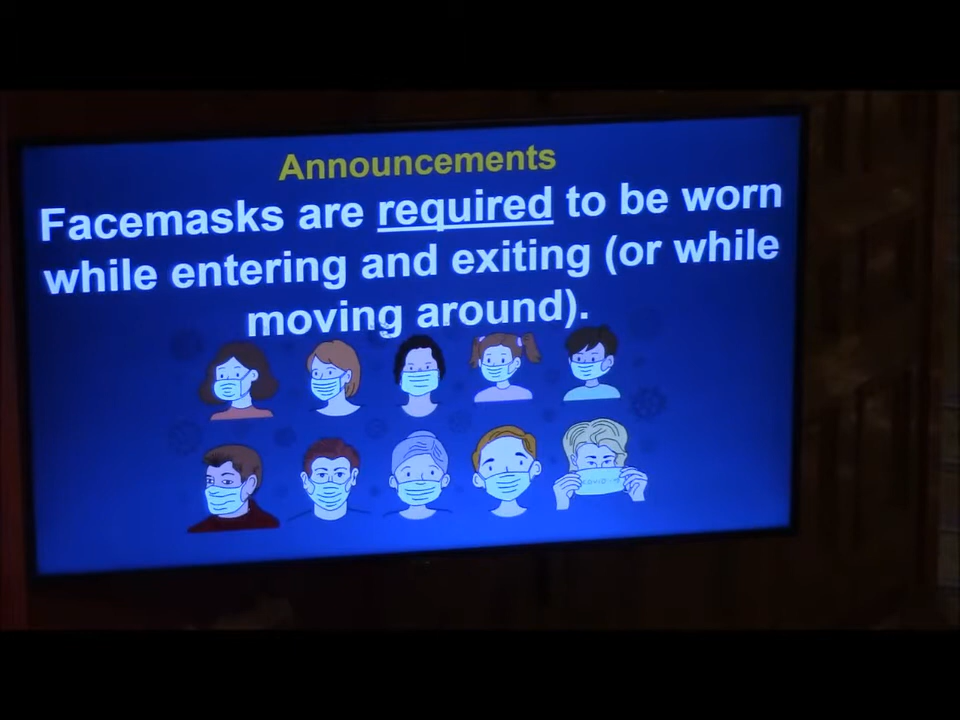 Announcements
Facemasks are required to be worn
while entering and exiting (or while
moving around).